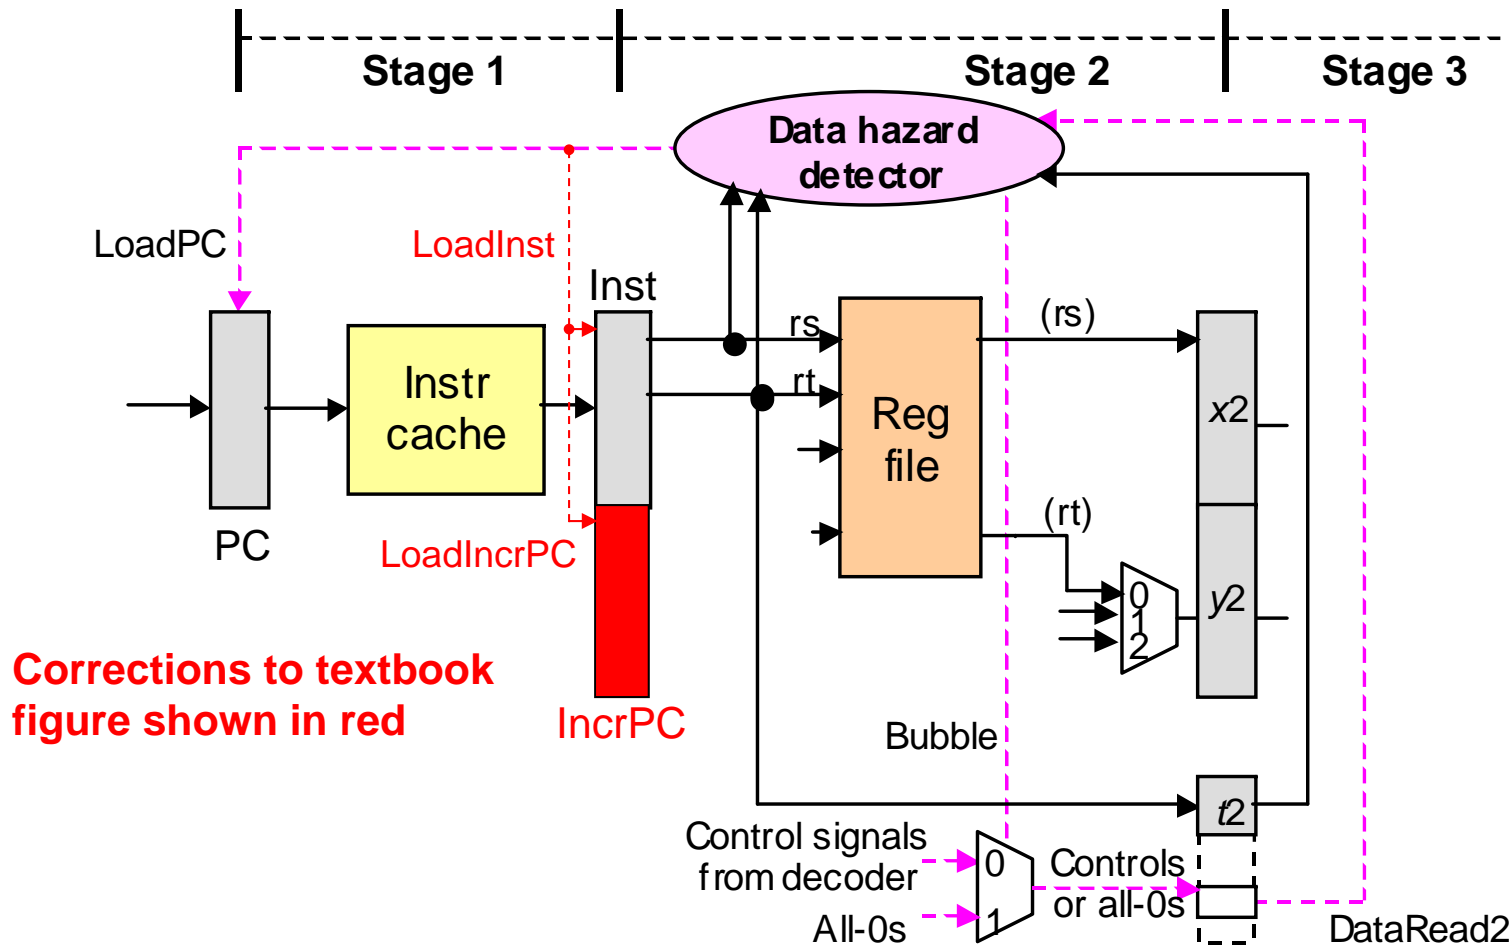 Stage 1
Stage 2
Stage 3
Data hazard
detector
LoadPC
LoadInst
Inst
rs
(rs)
rt
Instr
cache
Reg
file
x2
PC
LoadIncrPC
(rt)
0
1
2
y2
Corrections to textbook
figure shown in red
IncrPC
Bubble
t2
Control signals
from decoder
0
Controls
or all-0s
1
All-0s
DataRead2